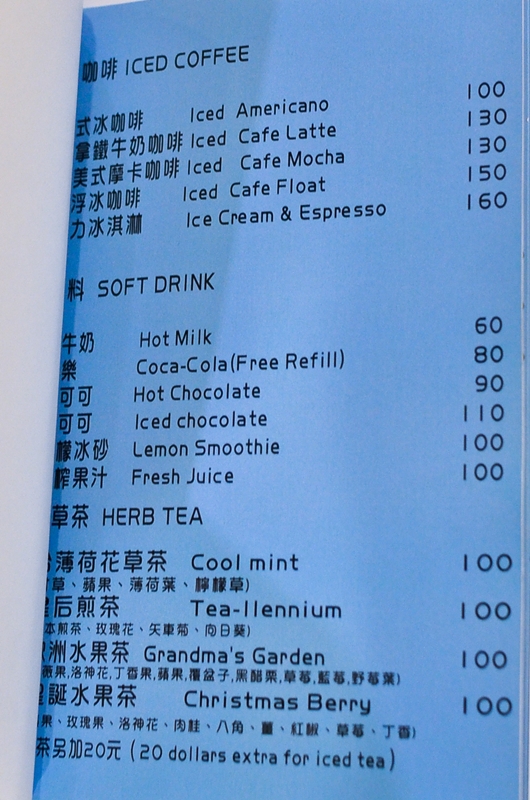 咖啡 ICED COFFEE
式冰咖啡 Iced Americano 100
拿鐵牛奶咖啡 Iced Cafe Latte 130
美式摩卡咖啡 Iced Cafe Mocha 130
浮冰咖啡 Iced Cafe Float 150
力冰淇淋 Ice Cream & Espresso 160
料 SOFT DRINK
牛奶 Hot Milk 60
樂 Coca-Cola(Free Refill) 80
可可 Hot Chocolate 90
可可 Iced chocolate 110
檬冰砂 Lemon Smoothie 100
榨果汁 Fresh Juice 100
草茶 HERB TEA
薄荷花草茶 Cool mint 100
草、蘋果、薄荷葉、檸檬草)
皇后煎茶 Tea-llennium 100
本煎茶、玫瑰花、矢車菊、向日葵)
洲水果茶 Grandma's Garden 100
薇果,洛神花,丁香果,蘋果,覆盆子,黑醋栗,草莓,藍莓,野莓葉)
聖誕水果茶 Christmas Berry 100
果、玫瑰果、洛神花、肉桂、八角、薑、紅椒、草莓、丁香)
茶另加20元 (20 dollars extra for iced tea)